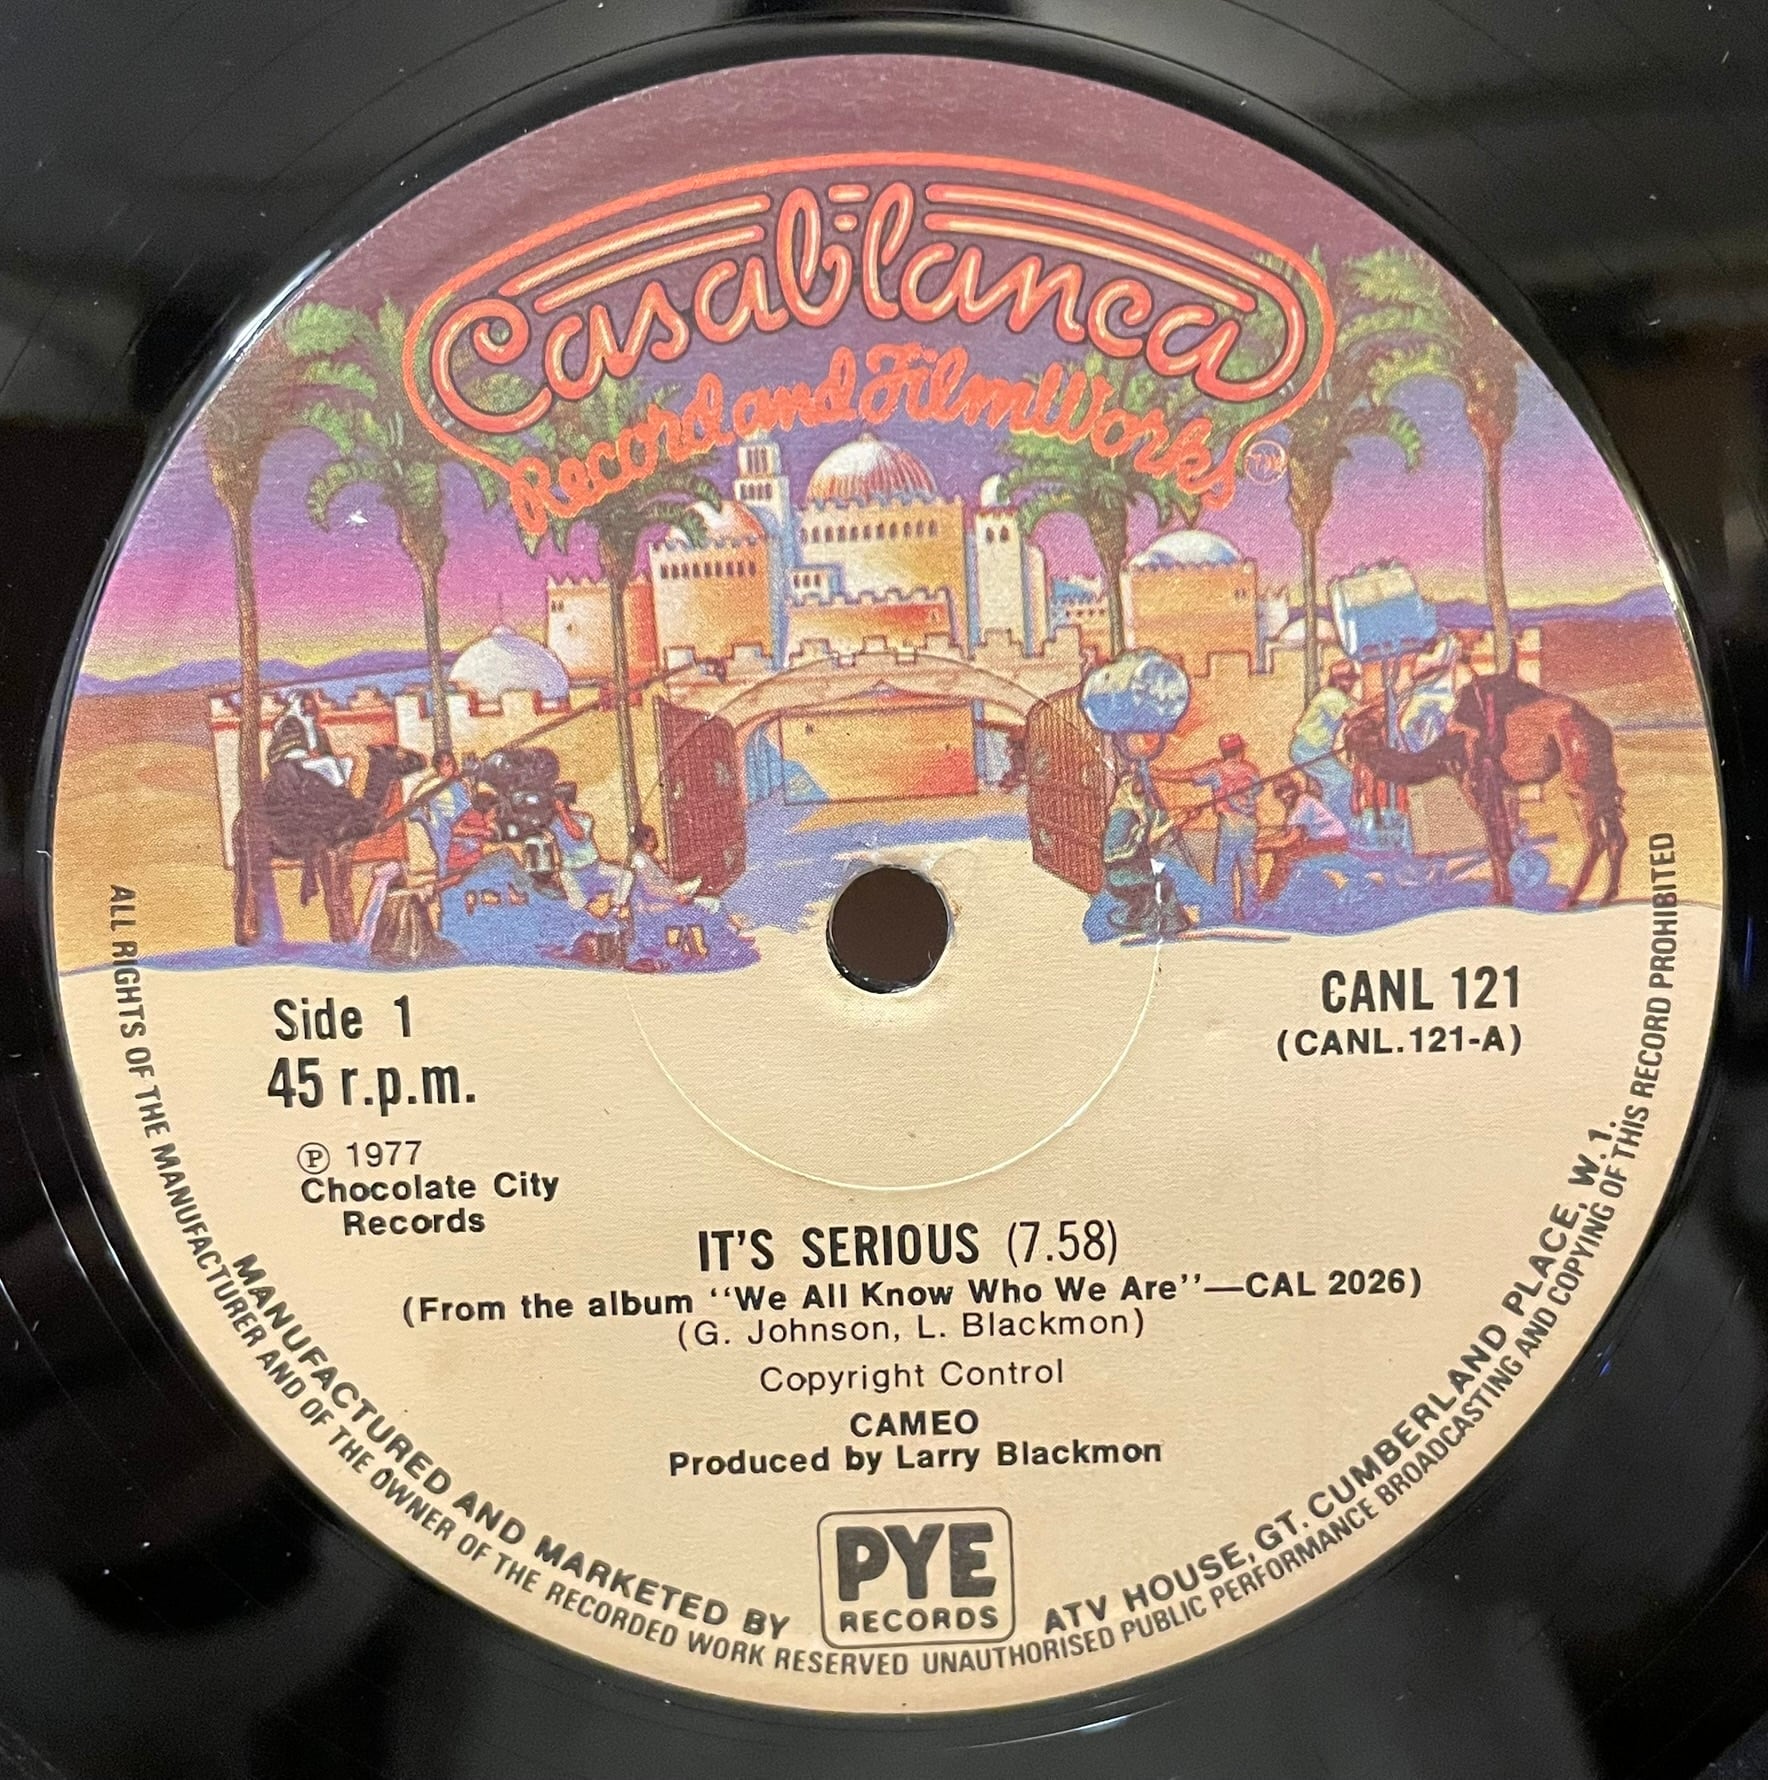 Casablanca
Record and FilmWorks
TM
Side 1
45 r.p.m.
CANL 121
(CANL.121-A)
℗ 1977
Chocolate City
Records
IT'S SERIOUS (7.58)
(From the album ‘‘We All Know Who We Are’’—CAL 2026)
(G. Johnson, L. Blackmon)
Copyright Control
CAMEO
Produced by Larry Blackmon
PYE
RECORDS
MANUFACTURED AND MARKETED BY
ATV HOUSE, GT. CUMBERLAND PLACE, W.1.
ALL RIGHTS OF THE MANUFACTURER AND OF THE OWNER OF THE RECORDED WORK RESERVED UNAUTHORISED PUBLIC PERFORMANCE BROADCASTING AND COPYING OF THIS RECORD PROHIBITED